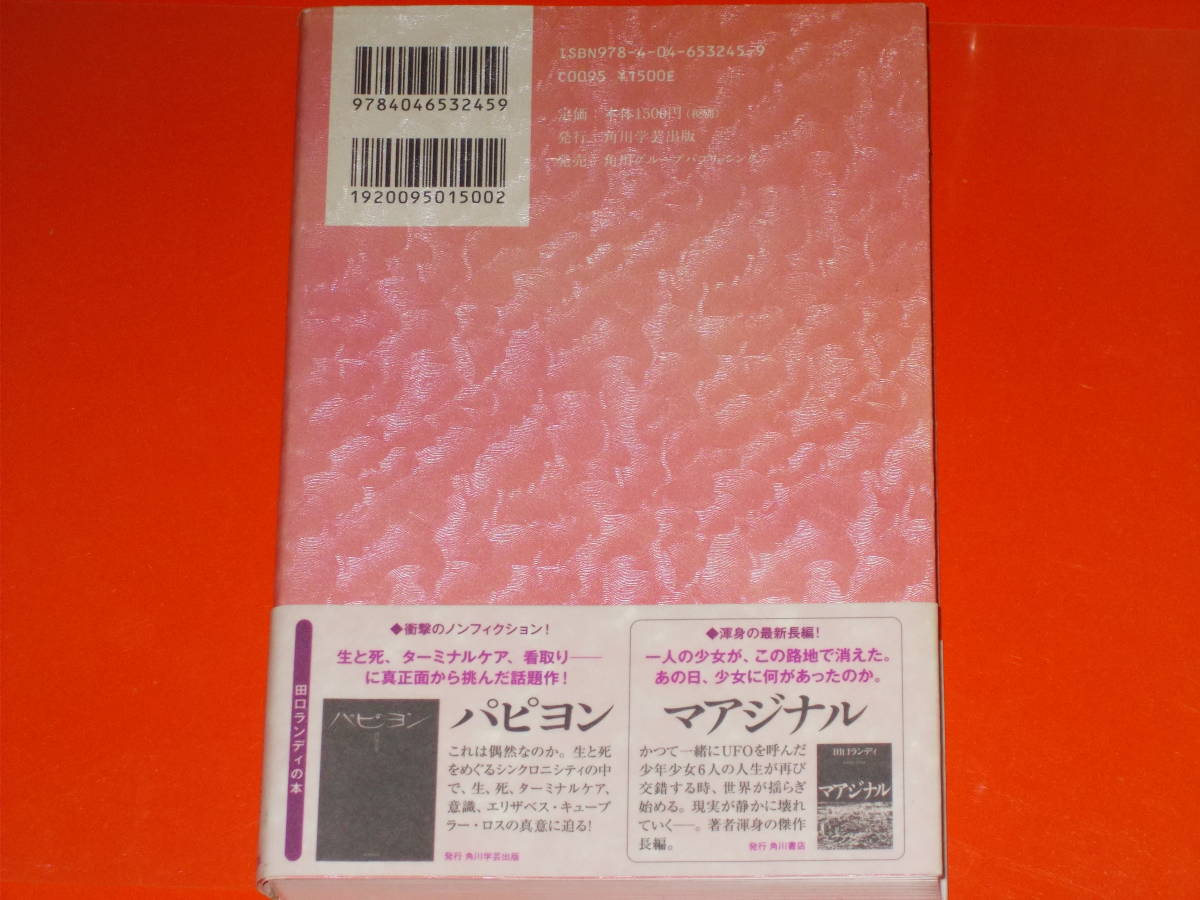 9784046532459
1920095015002
ISBN978-4-04-653245-9
C0095 ¥1500E
定価 本体1500円(税別)
発行 角川学芸出版
発売 角川グループパブリッシング
田口ランディの本
◆衝撃のノンフィクション!
生と死、ターミナルケア、看取り——
に真正面から挑んだ話題作!
パピヨン
パピヨン
これは偶然なのか。生と死
をめぐるシンクロニシティの中
で、生、死、ターミナルケア、
意識、エリザベス・キューブ
ラー・ロスの真意に迫る!
発行 角川学芸出版
◆渾身の最新長編!
一人の少女が、この路地で消えた。
あの日、少女に何があったのか。
マアジナル
かつて一緒にUFOを呼んだ
少年少女6人の人生が再び
交錯する時、世界が揺らぎ
始める。現実が静かに壊れ
ていく——。著者渾身の傑作
長編。
田口ランディ
マアジナル
発行 角川書店